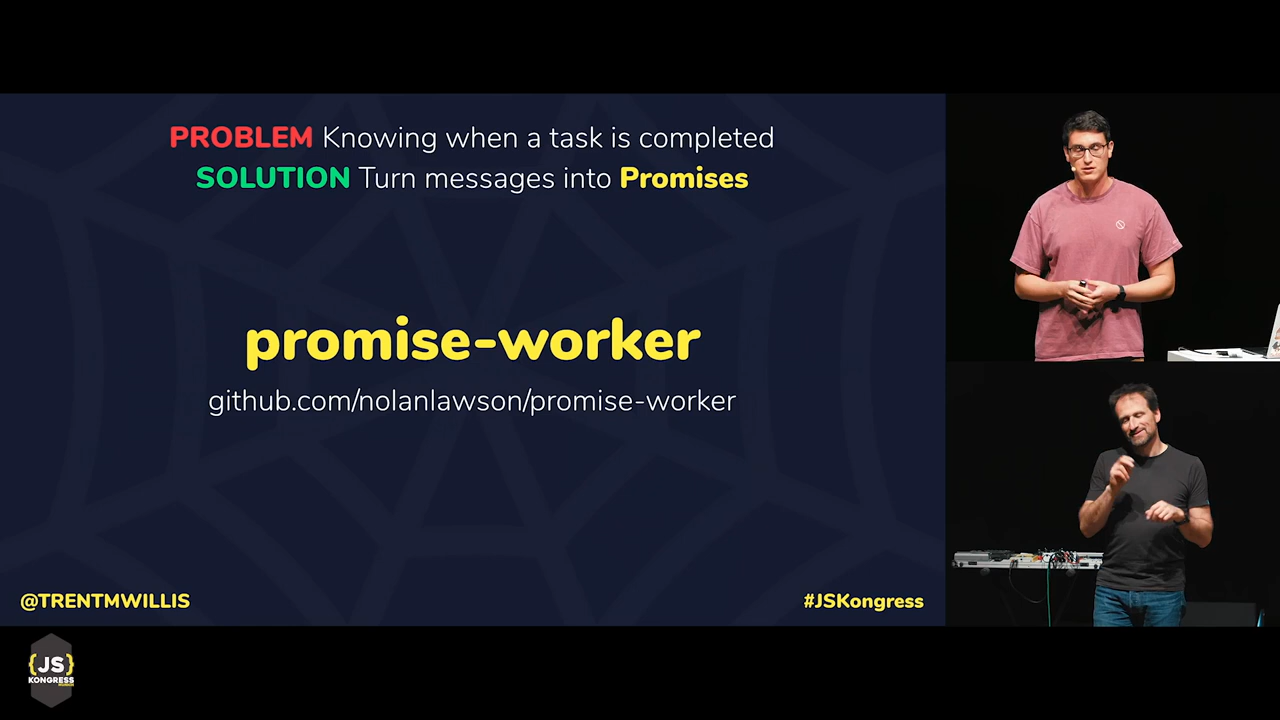 PROBLEM Knowing when a task is completed
SOLUTION Turn messages into Promises
promise-worker
github.com/nolanlawson/promise-worker
@TRENTMWILLIS
#JSKongress
{JS}
KONGRESS